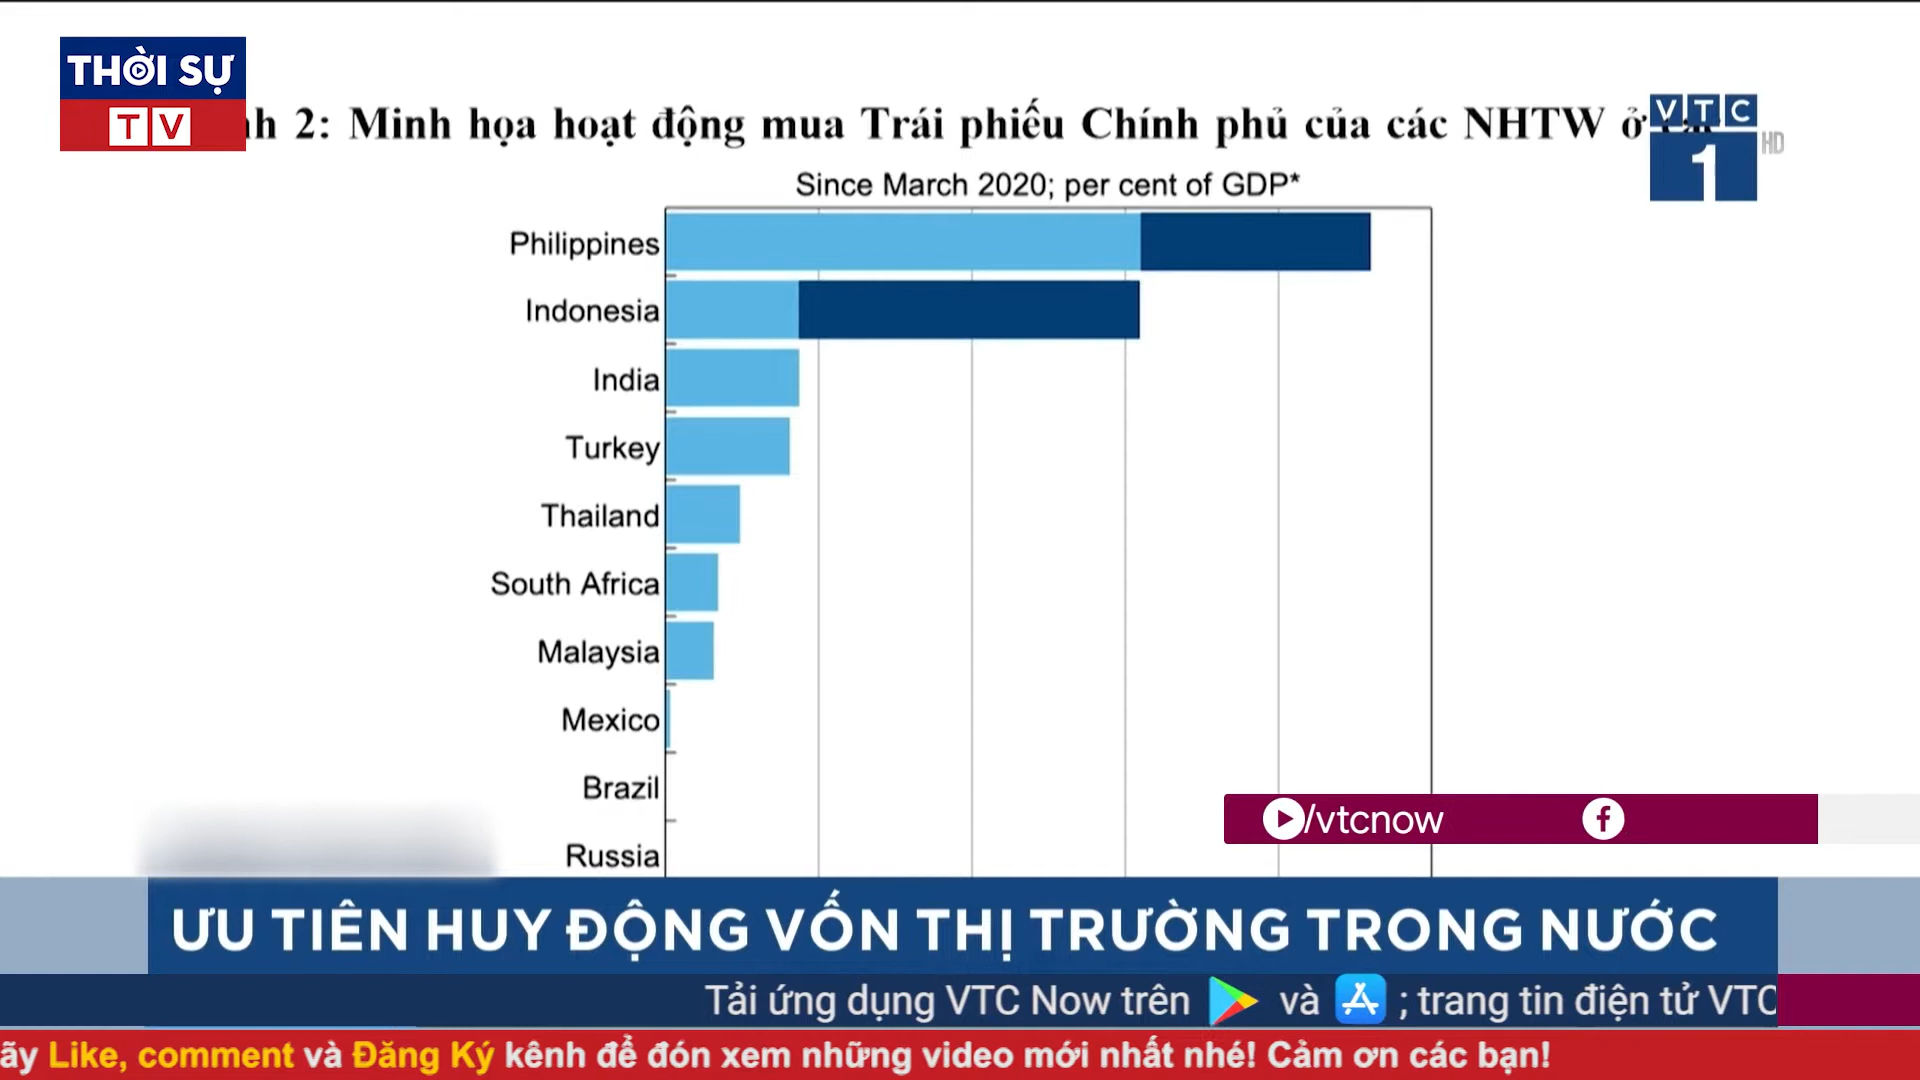 THỜI SỰ
TV
nh 2: Minh họa hoạt động mua Trái phiếu Chính phủ của các NHTW ở
VTC
1
HD
Since March 2020; per cent of GDP*
Philippines
Indonesia
India
Turkey
Thailand
South Africa
Malaysia
Mexico
Brazil
Russia
/vtcnow
ƯU TIÊN HUY ĐỘNG VỐN THỊ TRƯỜNG TRONG NƯỚC
Tải ứng dụng VTC Now trên và ; trang tin điện tử VTC
ãy Like, comment và Đăng Ký kênh để đón xem những video mới nhất nhé! Cảm ơn các bạn!